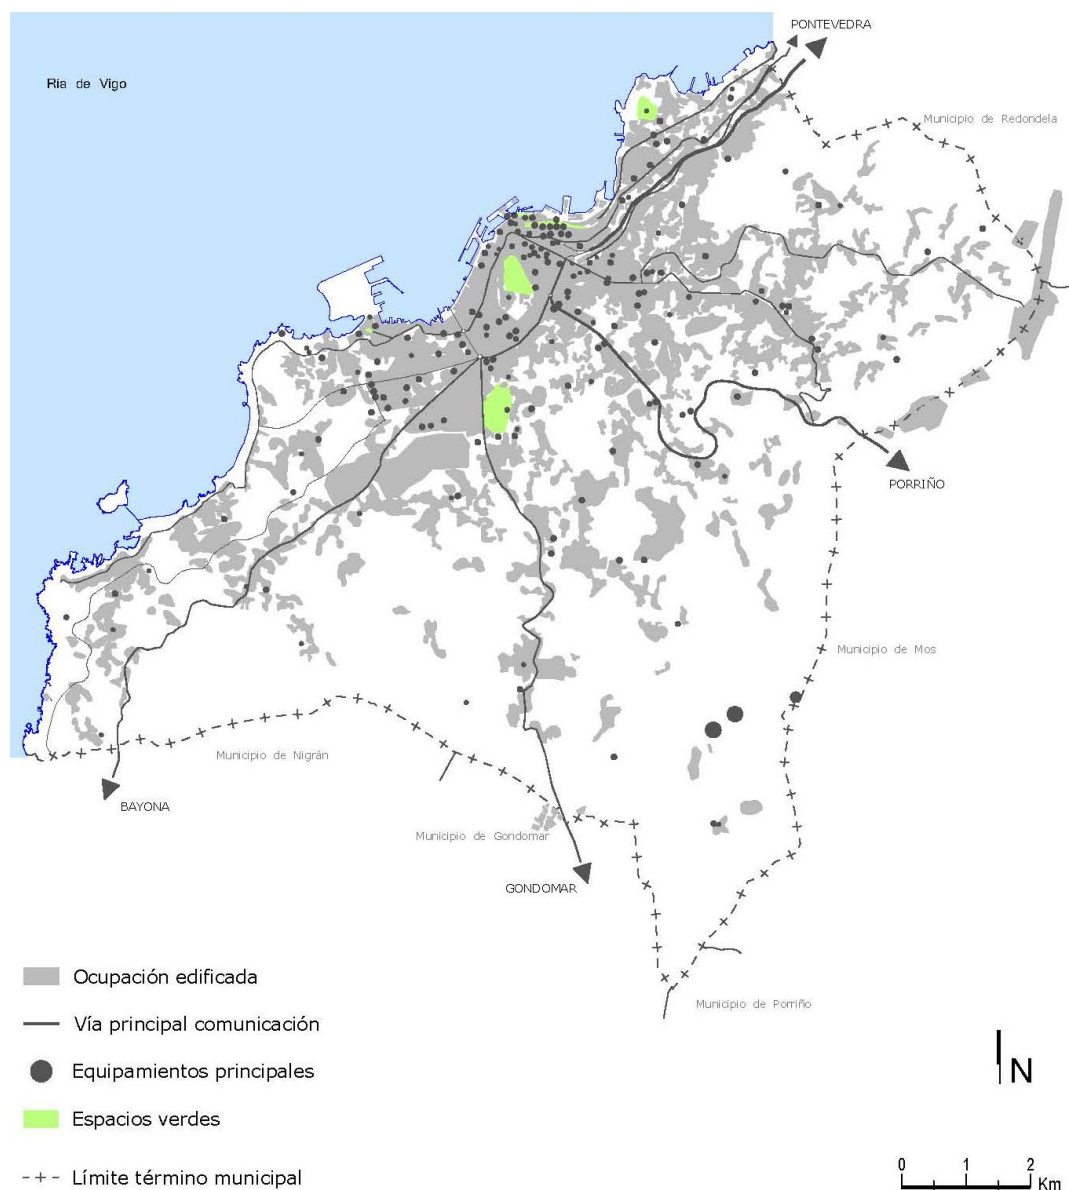 PONTEVEDRA
Ría de Vigo
Municipio de Redondela
PORRIÑO
Municipio de Mos
Municipio de Nigrán
BAYONA
Municipio de Gondomar
GONDOMAR
Municipio de Porriño
Ocupación edificada
Vía principal comunicación
Equipamientos principales
Espacios verdes
Límite término municipal
N
0 1 2
Km